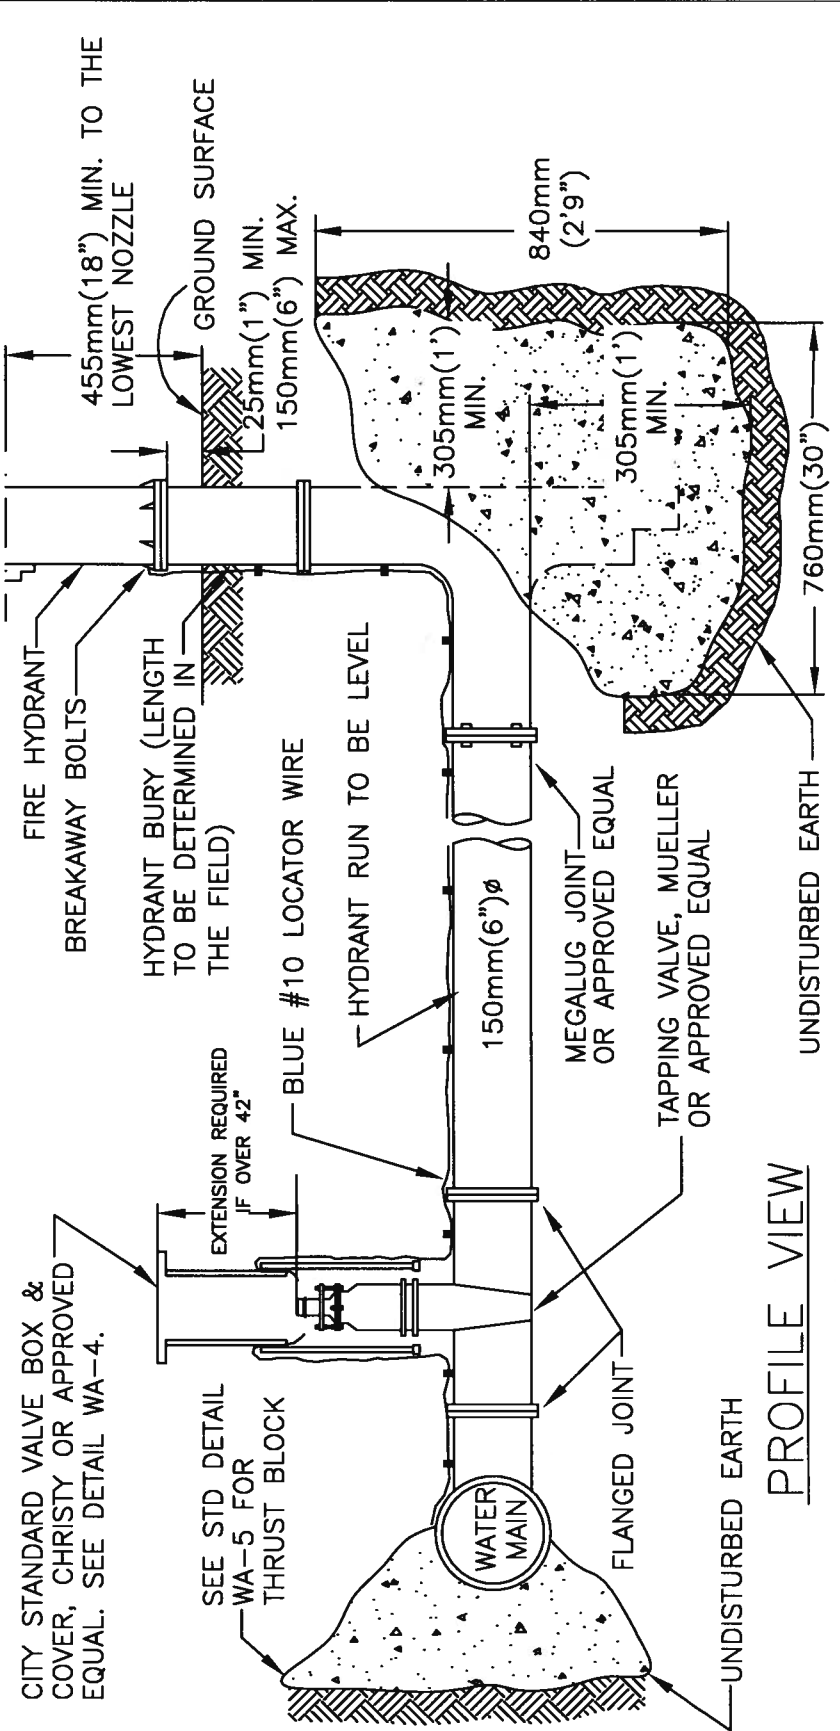 CITY STANDARD VALVE BOX &
COVER, CHRISTY OR APPROVED
EQUAL. SEE DETAIL WA-4.
EXTENSION REQUIRED
IF OVER 42"
SEE STD DETAIL
WA-5 FOR
THRUST BLOCK
BLUE #10 LOCATOR WIRE
HYDRANT RUN TO BE LEVEL
FIRE HYDRANT
BREAKAWAY BOLTS
HYDRANT BURY (LENGTH
TO BE DETERMINED IN
THE FIELD)
455mm(18") MIN. TO THE
LOWEST NOZZLE
GROUND SURFACE
25mm(1") MIN.
150mm(6") MAX.
305mm(1')
MIN.
840mm
(2'9")
305mm(1')
MIN.
760mm(30")
WATER
MAIN
150mm(6")ø
MEGALUG JOINT
OR APPROVED EQUAL
TAPPING VALVE, MUELLER
OR APPROVED EQUAL
FLANGED JOINT
UNDISTURBED EARTH
UNDISTURBED EARTH
PROFILE VIEW